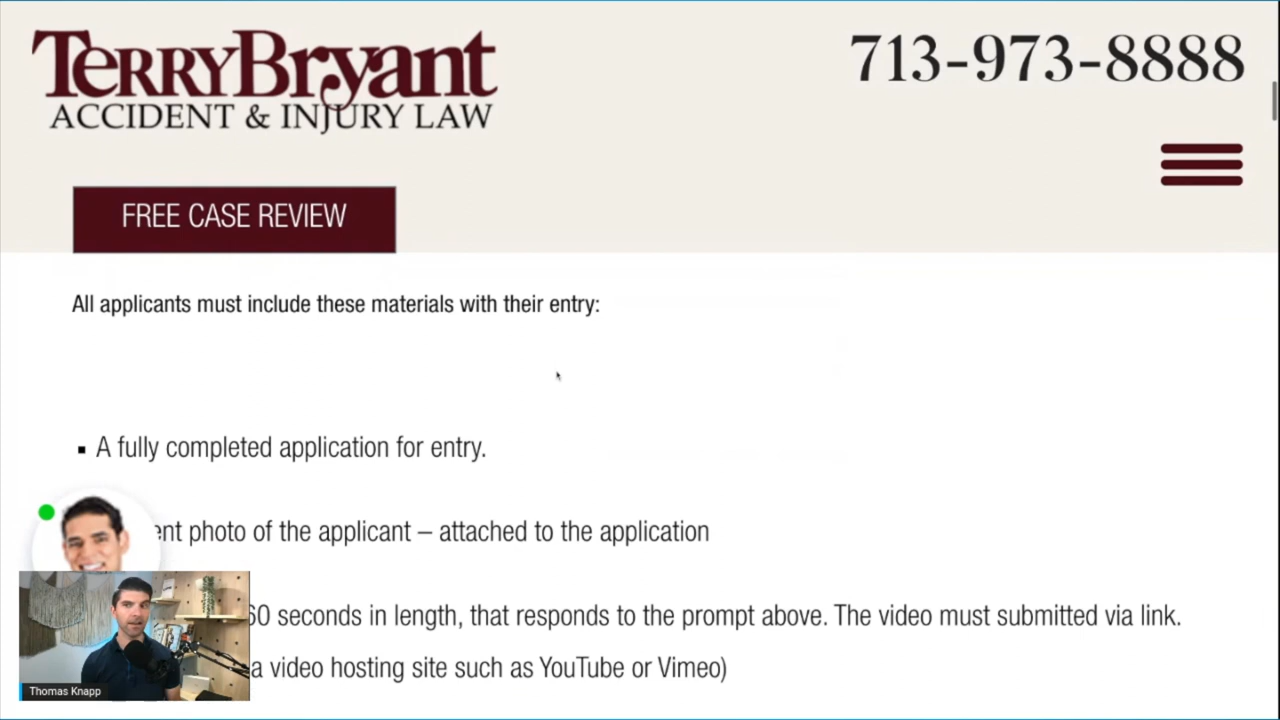 TERRYBryant
ACCIDENT & INJURY LAW
713-973-8888
FREE CASE REVIEW
All applicants must include these materials with their entry:
A fully completed application for entry.
ent photo of the applicant – attached to the application
60 seconds in length, that responds to the prompt above. The video must submitted via link.
a video hosting site such as YouTube or Vimeo)
Thomas Knapp